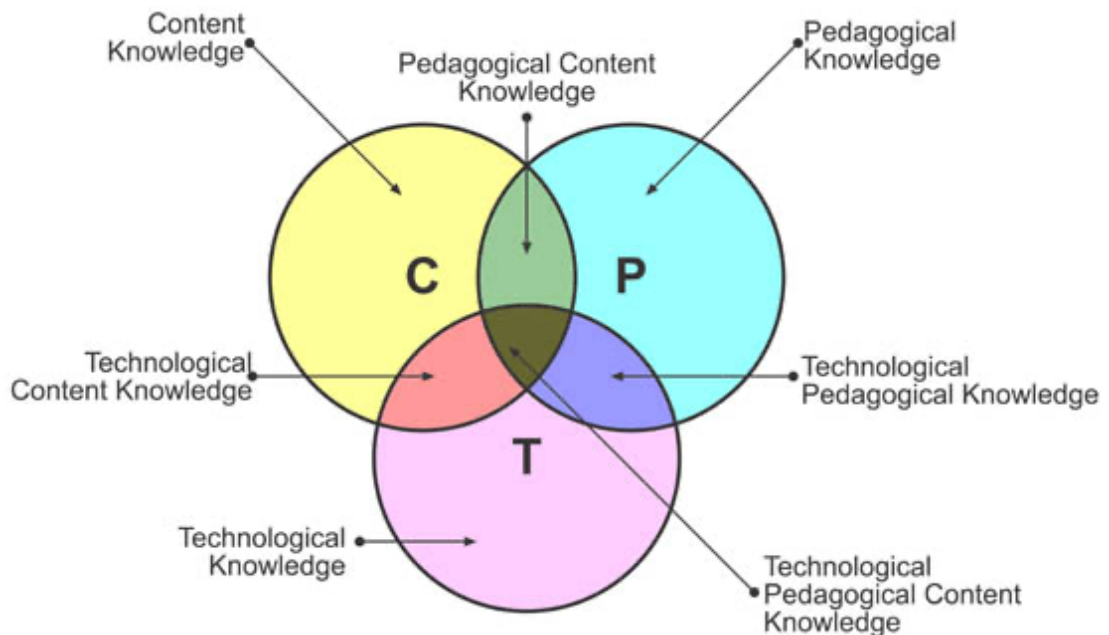 Content
Knowledge
Pedagogical Content
Knowledge
Pedagogical
Knowledge
C
P
Technological
Content Knowledge
Technological
Pedagogical Knowledge
T
Technological
Knowledge
Technological
Pedagogical Content
Knowledge